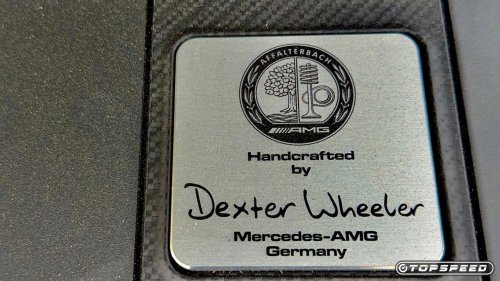 AFFALTERBACH
AMG
Handcrafted
by
Dexter Wheeler
Mercedes-AMG
Germany
TOPSPEED